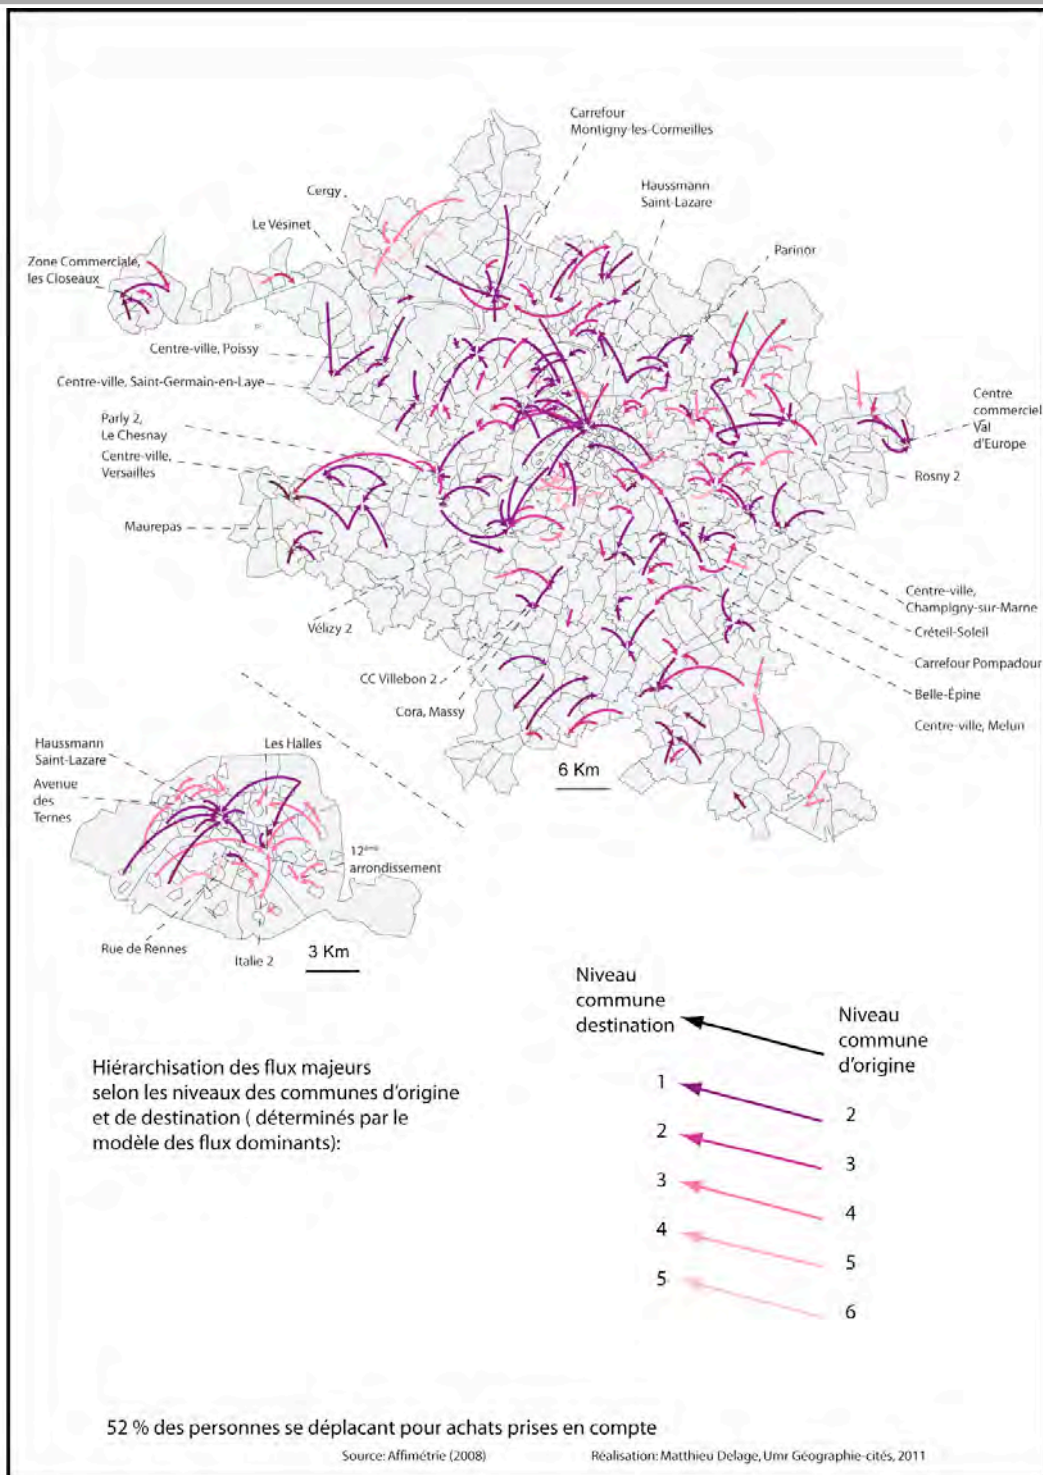 Carrefour
Montigny-les-Cormeilles
Haussmann
Saint-Lazare
Cergy
Le Vésinet
Parinor
Zone Commerciale,
les Closeaux
Centre-ville, Poissy
Centre-ville, Saint-Germain-en-Laye
Parly 2,
Le Chesnay
Centre-ville,
Versailles
Centre
commercial
Val
d'Europe
Rosny 2
Maurepas
Centre-ville,
Champigny-sur-Marne
Vélizy 2
Créteil-Soleil
Carrefour Pompadour
CC Villebon 2
Belle-Épine
Cora, Massy
Centre-ville, Melun
6 Km
Haussmann
Saint-Lazare
Les Halles
Avenue
des
Ternes
12ème
arrondissement
Rue de Rennes
Italie 2
3 Km
Niveau
commune
destination
Niveau
commune
d'origine
Hiérarchisation des flux majeurs
selon les niveaux des communes d'origine
et de destination ( déterminés par le
modèle des flux dominants):
1
2
2
3
3
4
4
5
5
6
52 % des personnes se déplacant pour achats prises en compte
Source: Affimétrie (2008)
Réalisation: Matthieu Delage, Umr Géographie-cités, 2011